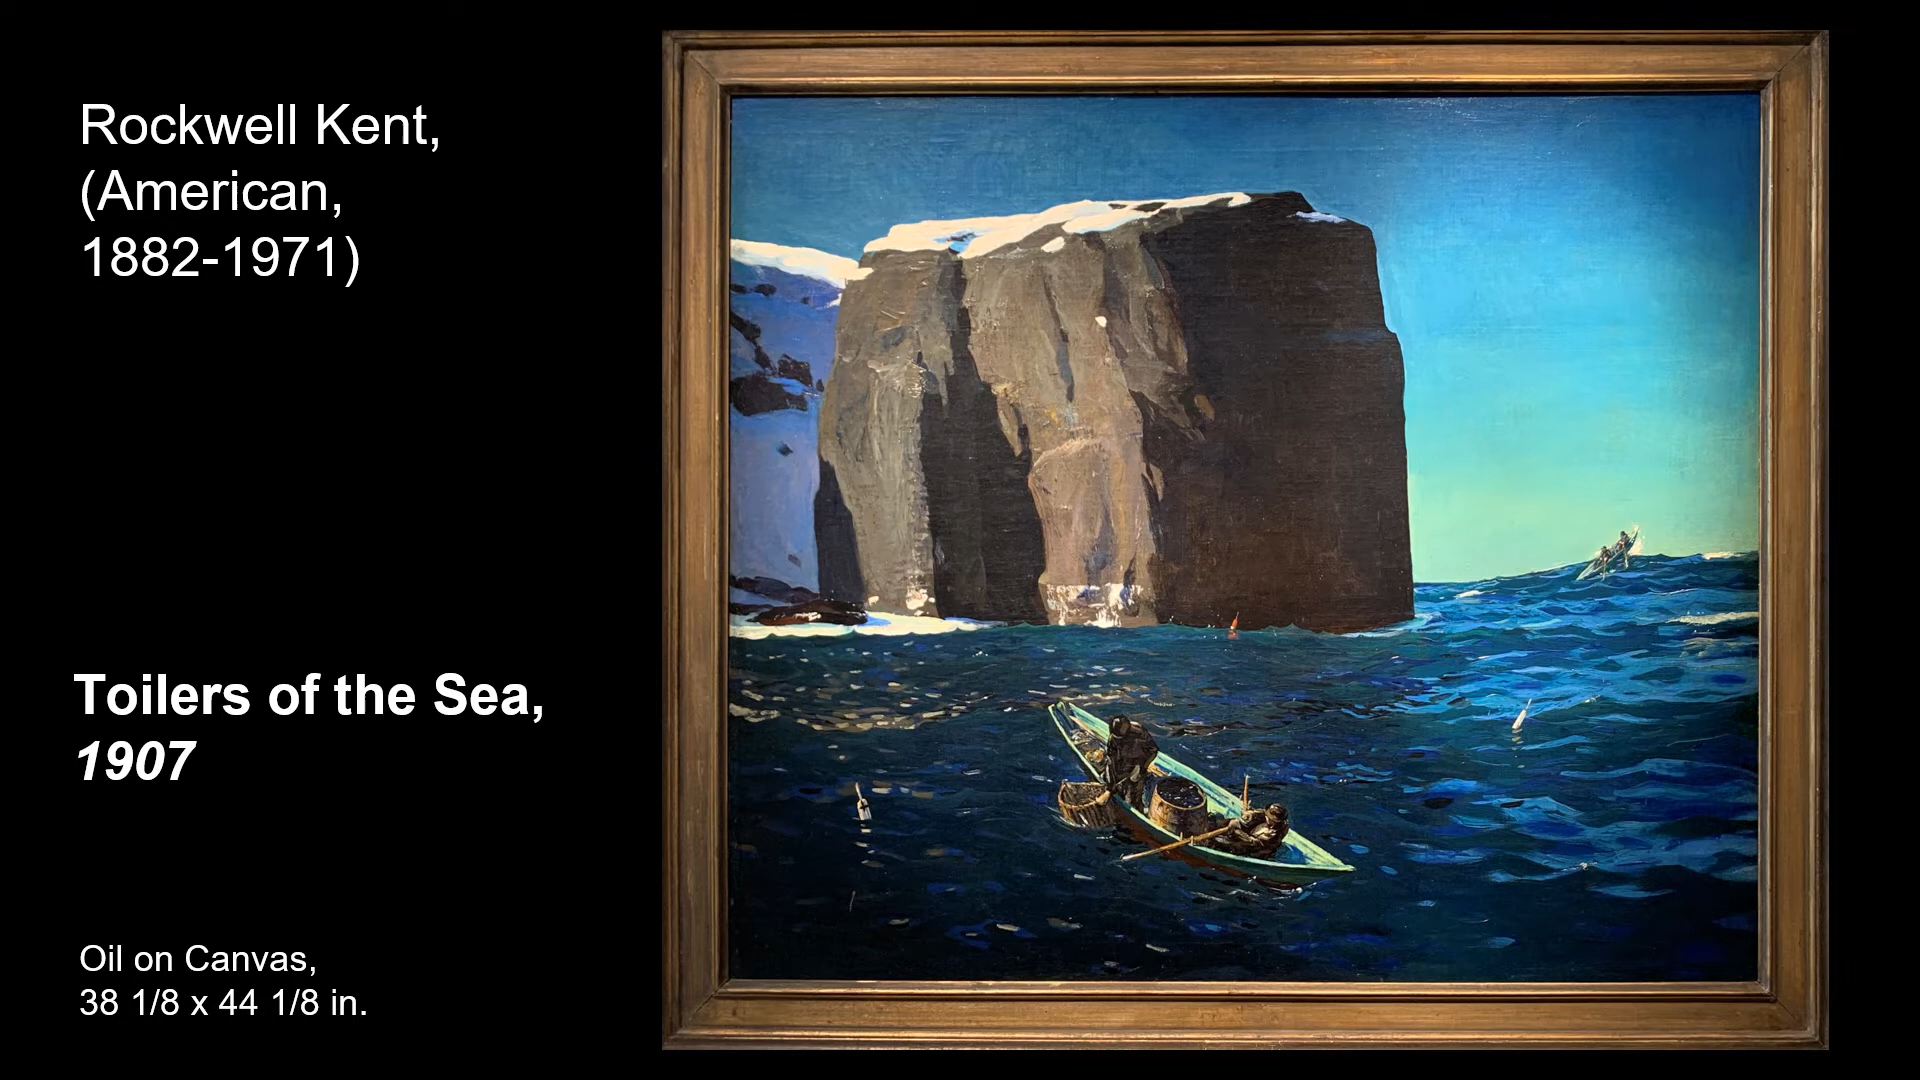 Rockwell Kent,
(American,
1882-1971)
Toilers of the Sea,
1907
Oil on Canvas,
38 1/8 x 44 1/8 in.